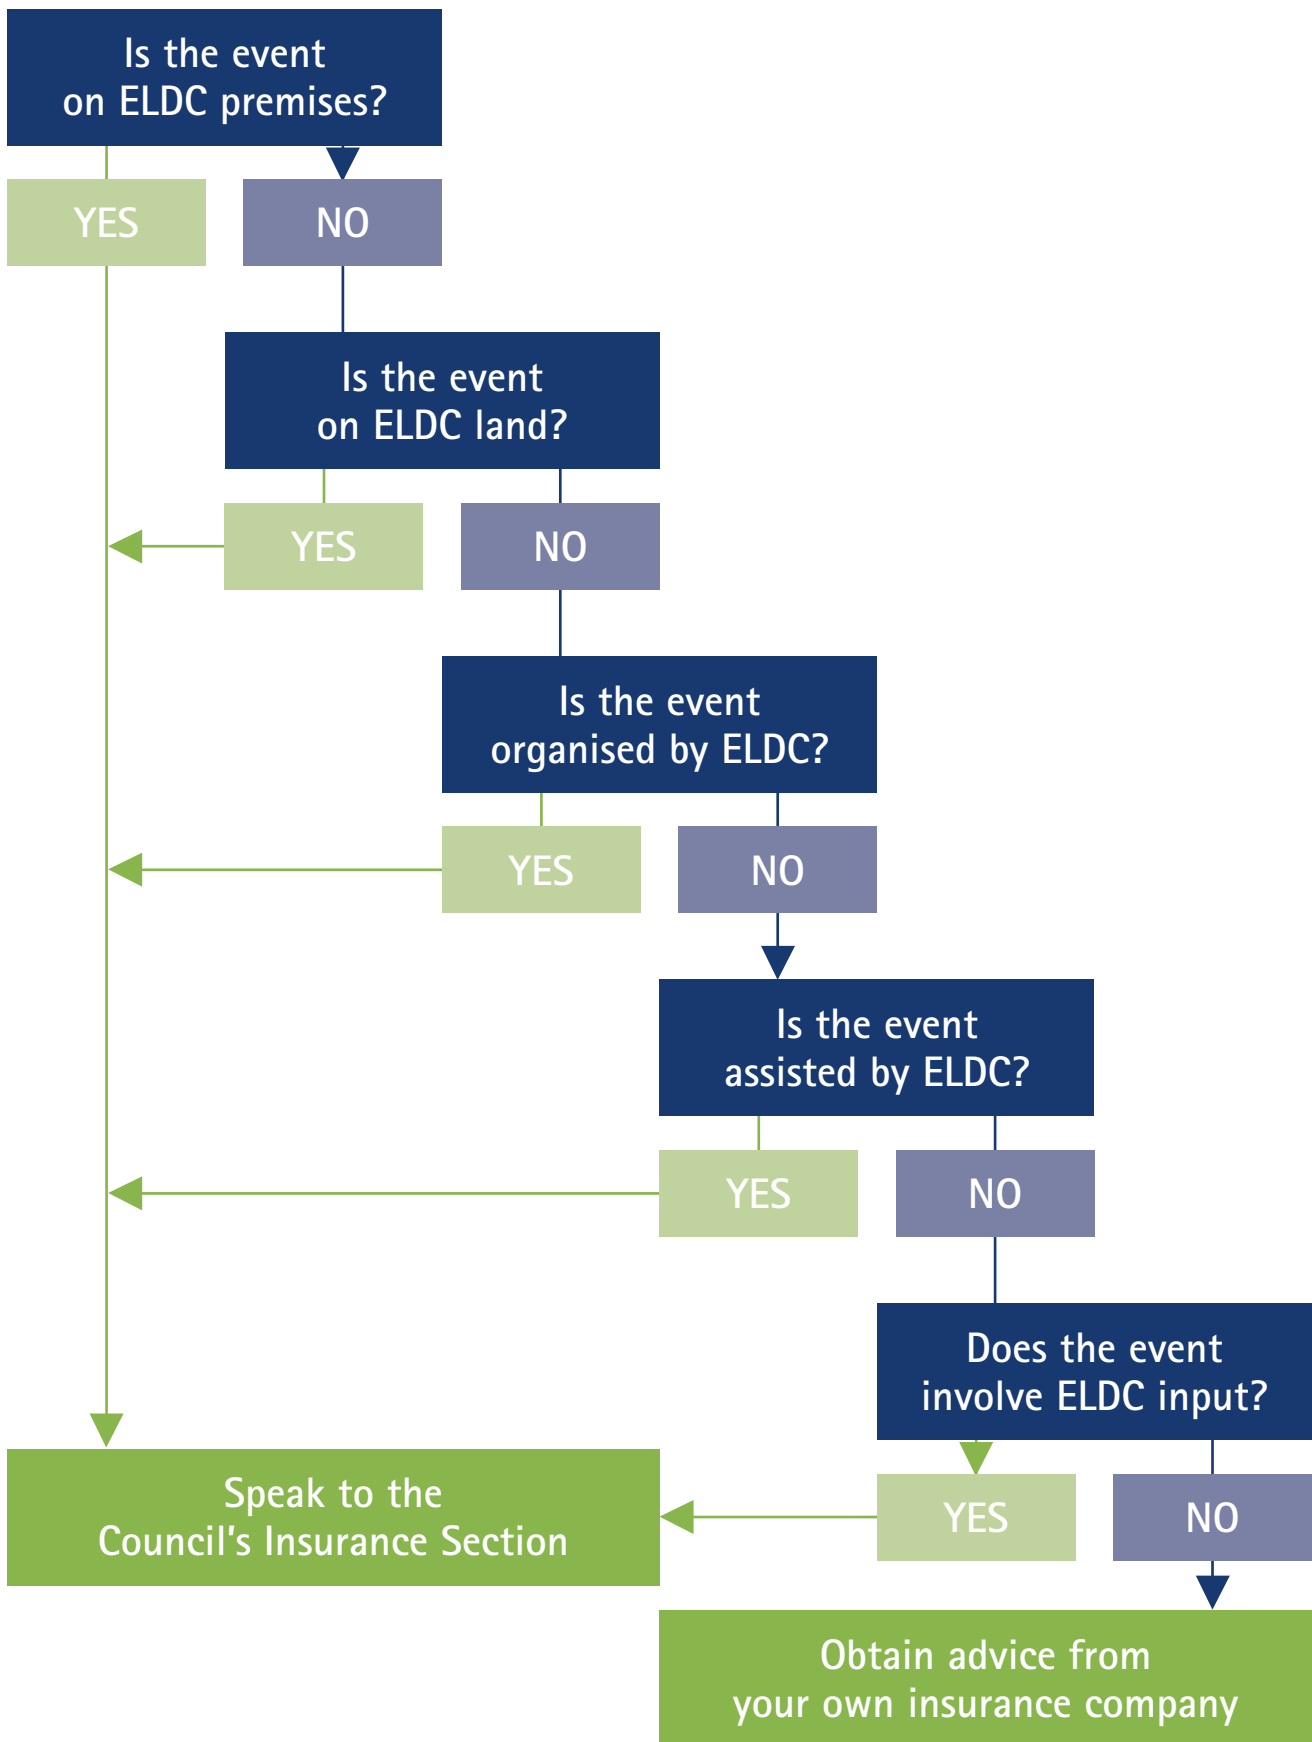 Is the event
on ELDC premises?
YES
NO
Is the event
on ELDC land?
YES
NO
Is the event
organised by ELDC?
YES
NO
Is the event
assisted by ELDC?
YES
NO
Does the event
involve ELDC input?
YES
NO
Speak to the
Council's Insurance Section
Obtain advice from
your own insurance company